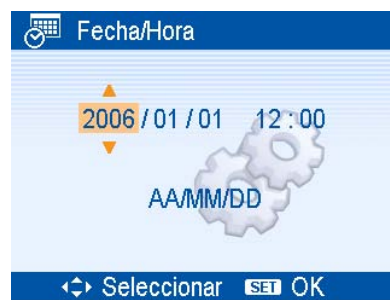 Fecha/Hora
2006 / 01 / 01 12 : 00
AA/MM/DD
Seleccionar SET OK